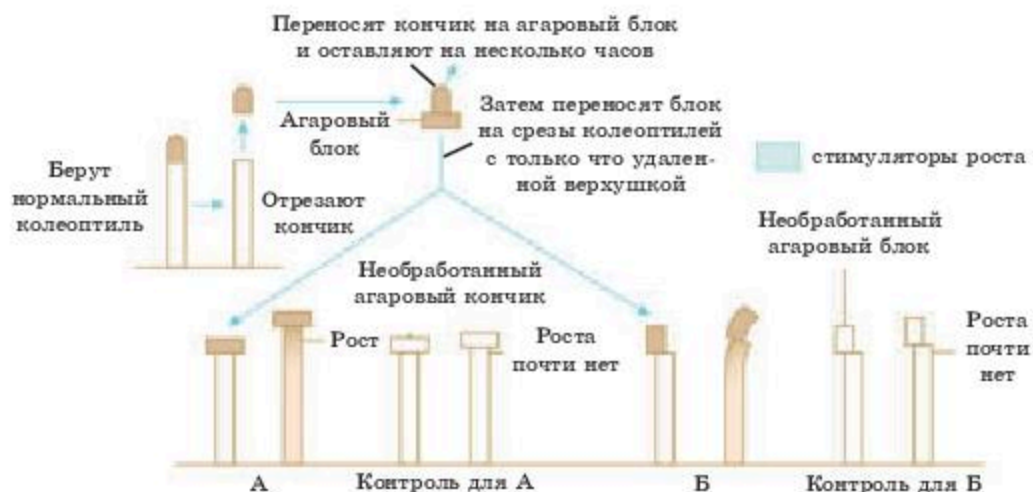 Переносят кончик на агаровый блок
и оставляют на несколько часов
Агаровый
блок
Затем переносят блок
на срезы колеоптилей
с только что удален-
ной верхушкой
стимуляторы роста
Берут
нормальный
колеоптиль
Отрезают
кончик
Необработанный
агаровый блок
Необработанный
агаровый кончик
Рост
Роста
почти нет
Роста
почти
нет
А
Контроль для А
Б
Контроль для Б